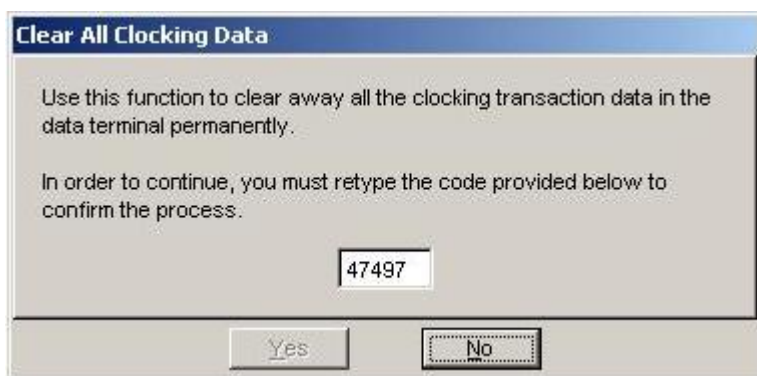 Clear All Clocking Data
Use this function to clear away all the clocking transaction data in the
data terminal permanently.
In order to continue, you must retype the code provided below to
confirm the process.
47497
Yes
No